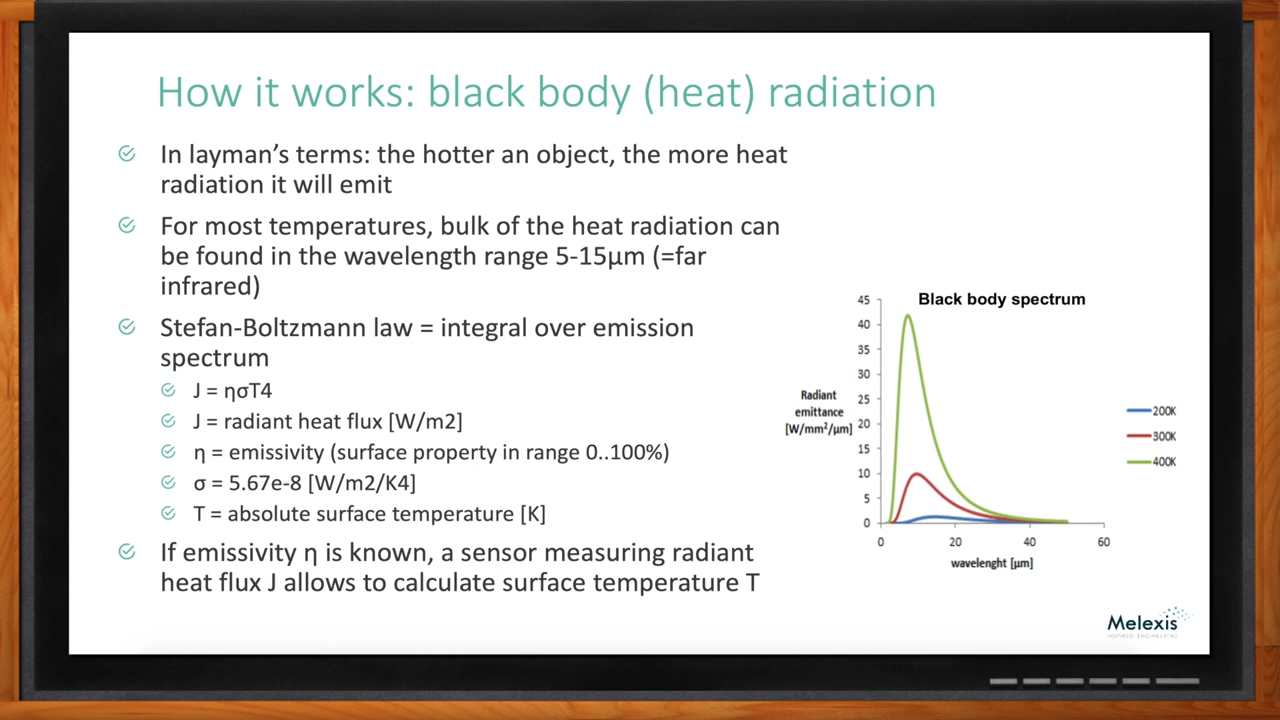 How it works: black body (heat) radiation
In layman's terms: the hotter an object, the more heat
radiation it will emit
For most temperatures, bulk of the heat radiation can
be found in the wavelength range 5-15µm (=far
infrared)
Stefan-Boltzmann law = integral over emission
spectrum
J = ησT4
J = radiant heat flux [W/m2]
η = emissivity (surface property in range 0..100%)
σ = 5.67e-8 [W/m2/K4]
T = absolute surface temperature [K]
If emissivity η is known, a sensor measuring radiant
heat flux J allows to calculate surface temperature T
Black body spectrum
Radiant
emittance
[W/mm²/µm]
45
40
35
30
25
20
15
10
5
0
0 20 40 60
wavelenght [µm]
200K
300K
400K
Melexis
INSPIRED ENGINEERING